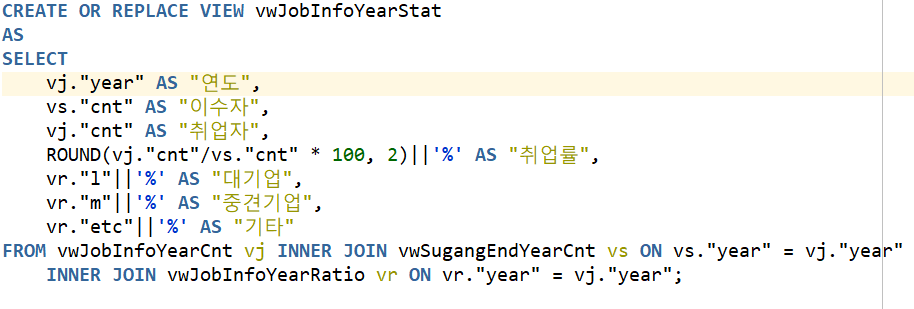 CREATE OR REPLACE VIEW vwJobInfoYearStat
AS
SELECT
    vj."year" AS "연도",
    vs."cnt" AS "이수자",
    vj."cnt" AS "취업자",
    ROUND(vj."cnt"/vs."cnt" * 100, 2)||'%' AS "취업률",
    vr."l"||'%' AS "대기업",
    vr."m"||'%' AS "중견기업",
    vr."etc"||'%' AS "기타"
FROM vwJobInfoYearCnt vj INNER JOIN vwSugangEndYearCnt vs ON vs."year" = vj."year"
    INNER JOIN vwJobInfoYearRatio vr ON vr."year" = vj."year";